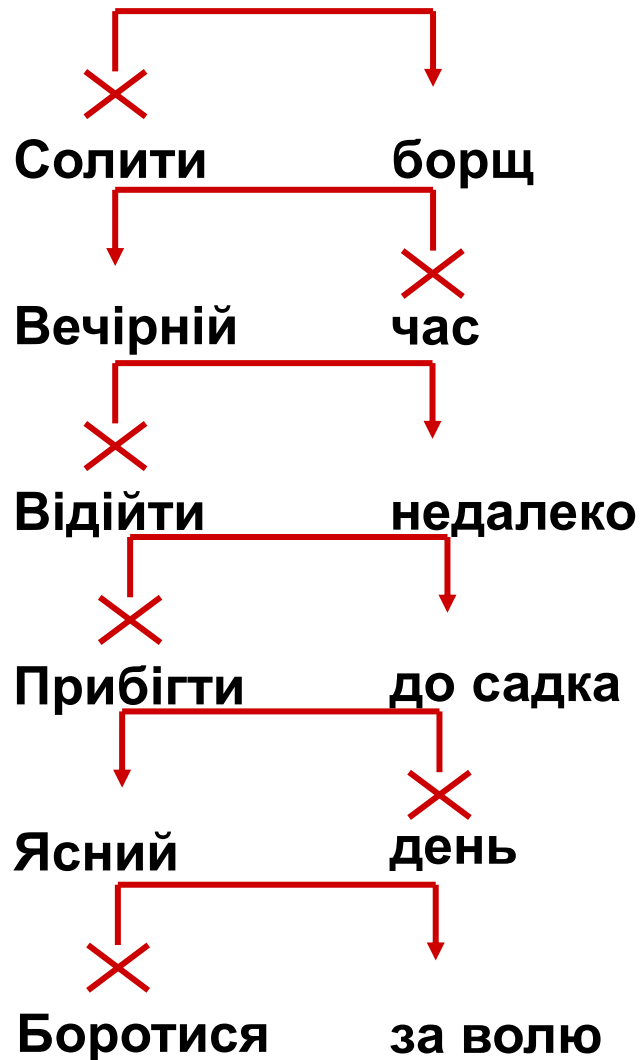 Солити борщ
Вечірній час
Відійти недалеко
Прибігти до садка
Ясний день
Боротися за волю